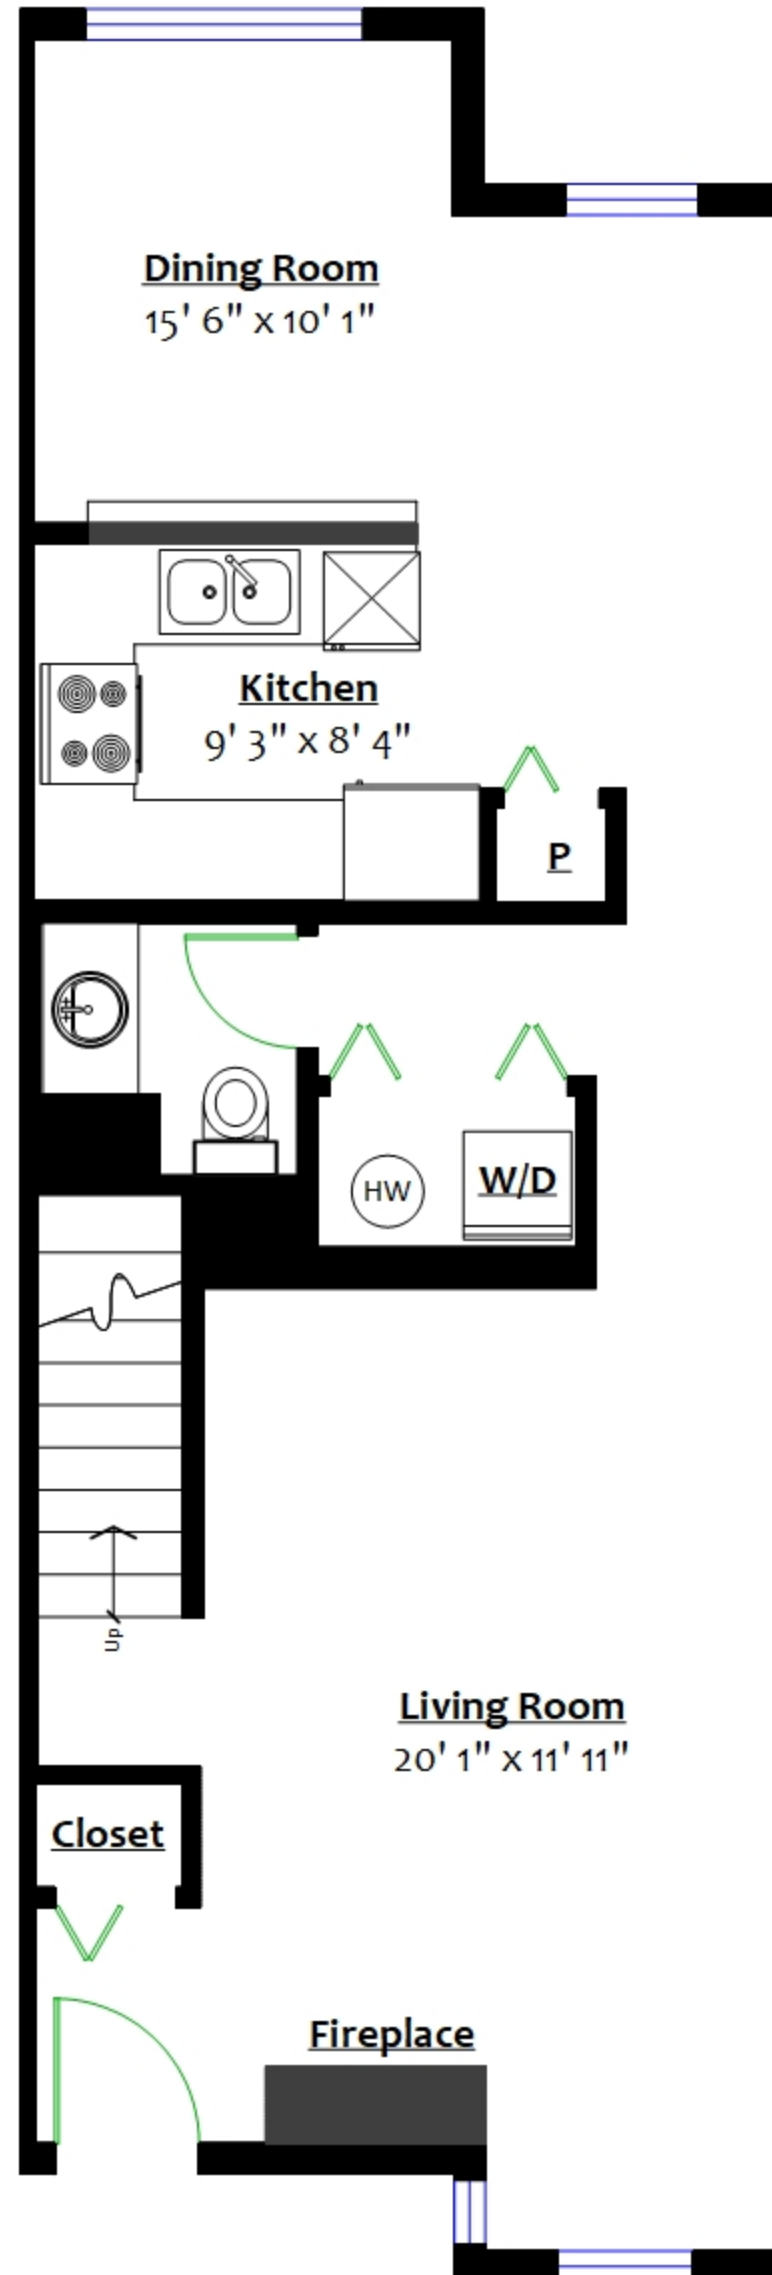 Dining Room
15' 6" x 10' 1"
Kitchen
9' 3" x 8' 4"
P
HW
W/D
Up
Living Room
20' 1" x 11' 11"
Closet
Fireplace